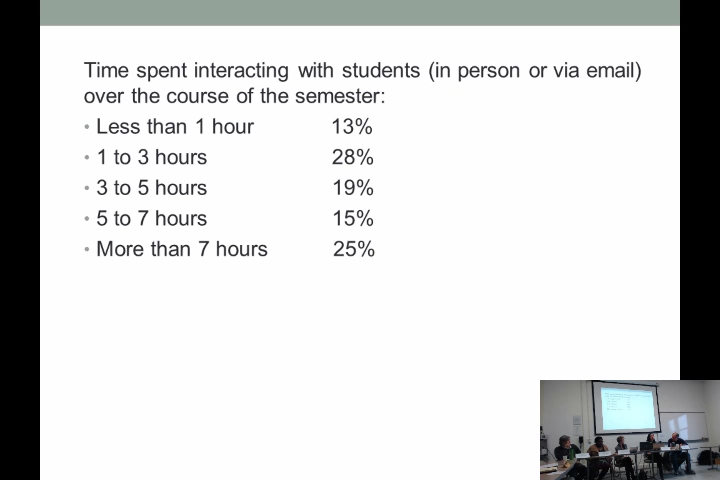 Time spent interacting with students (in person or via email)
over the course of the semester:
• Less than 1 hour 13%
• 1 to 3 hours 28%
• 3 to 5 hours 19%
• 5 to 7 hours 15%
• More than 7 hours 25%